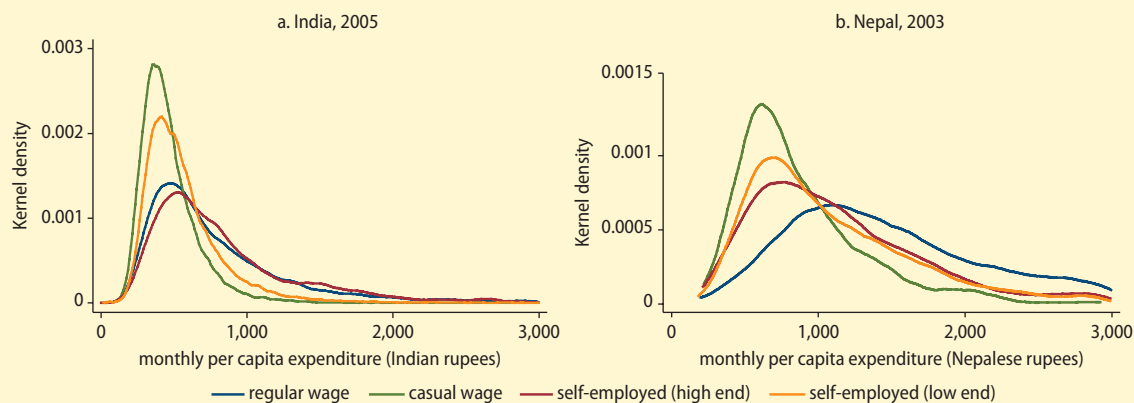 a. India, 2005
0.003
0.002
0.001
0
Kernel density
0
1,000
2,000
3,000
monthly per capita expenditure (Indian rupees)
b. Nepal, 2003
0.0015
0.001
0.0005
0
Kernel density
0
1,000
2,000
3,000
monthly per capita expenditure (Nepalese rupees)
regular wage casual wage self-employed (high end) self-employed (low end)